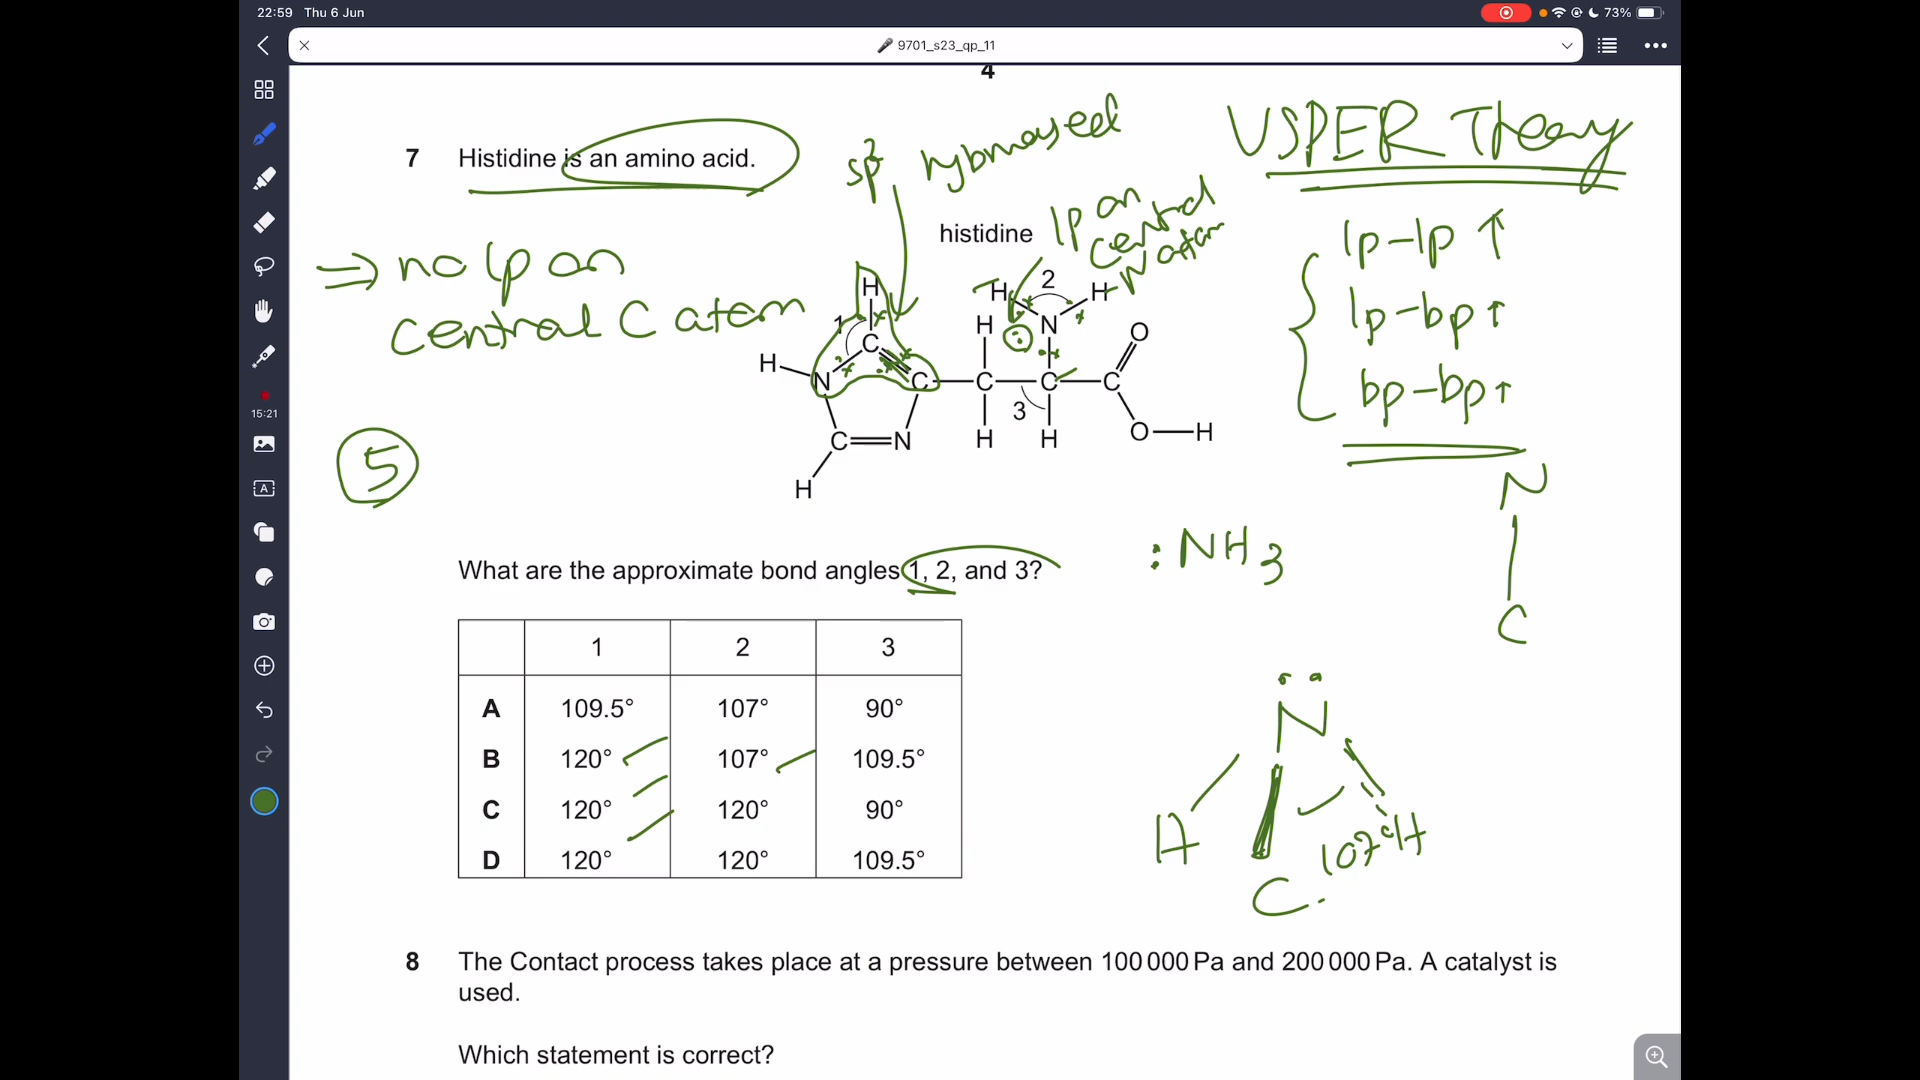 22:59 Thu 6 Jun
73%
9701_s23_qp_11
4
7 Histidine is an amino acid.
sp² hybrdised
VSPER Theory
histidine
lp on
central
N atom
lp-lp ↑
lp-bp ↑
bp-bp ↑
⇒ no lp on
central C atom
H H 2 H
1 H N O
H C
N C C C C
3
C N H H O H
H
15:21
5
N
C
What are the approximate bond angles 1, 2, and 3?
:NH3
1 2 3
A 109.5° 107° 90°
B 120° 107° 109.5°
C 120° 120° 90°
D 120° 120° 109.5°
N
H 107° H
C
8 The Contact process takes place at a pressure between 100 000 Pa and 200 000 Pa. A catalyst is
used.
Which statement is correct?